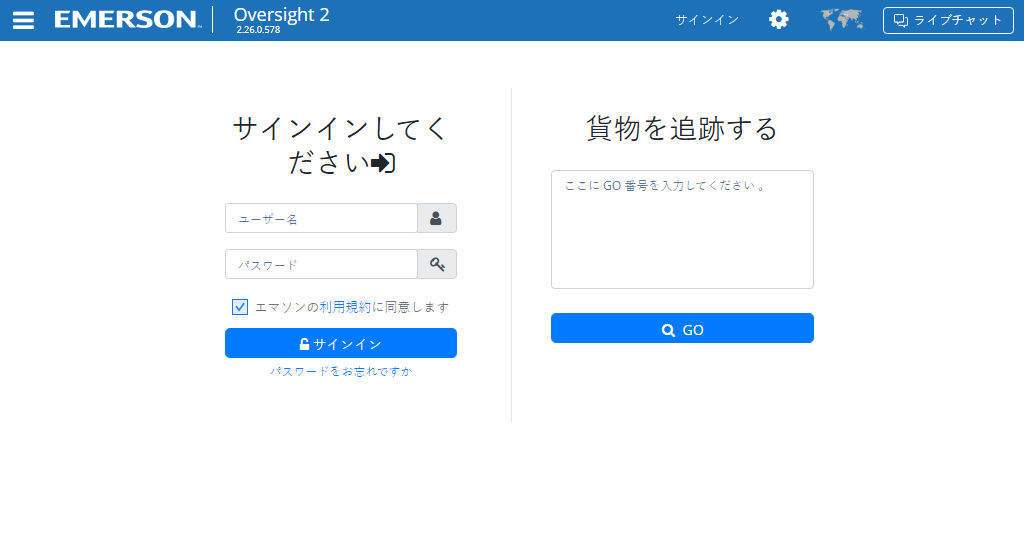 EMERSON™
Oversight 2
2.26.0.578
サインイン
ライブチャット
サインインしてく
ださい
ユーザー名
パスワード
エマソンの利用規約に同意します
サインイン
パスワードをお忘れですか
貨物を追跡する
ここに GO 番号を入力してください 。
GO